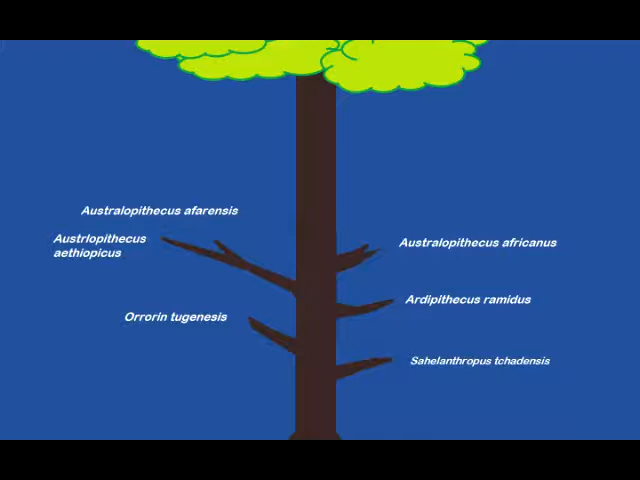 Australopithecus afarensis
Austrlopithecus
aethiopicus
Australopithecus africanus
Ardipithecus ramidus
Orrorin tugenesis
Sahelanthropus tchadensis